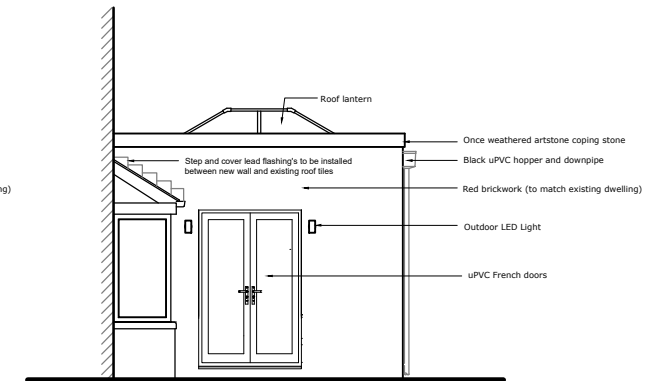 Roof lantern
Once weathered artstone coping stone
Step and cover lead flashing's to be installed
between new wall and existing roof tiles
Black uPVC hopper and downpipe
ng)
Red brickwork (to match existing dwelling)
Outdoor LED Light
uPVC French doors